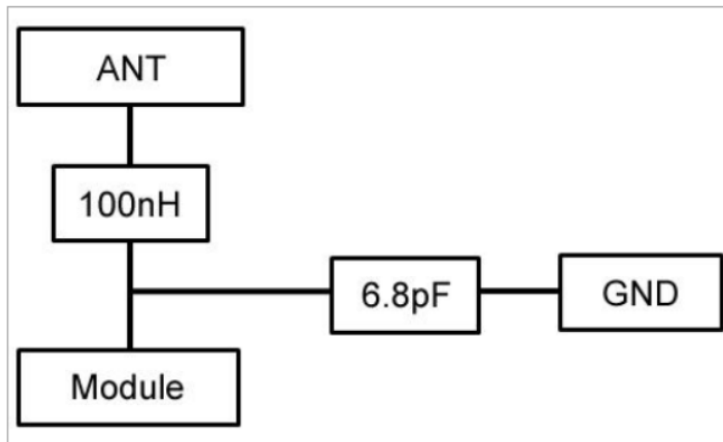 ANT
100nH
6.8pF
GND
Module